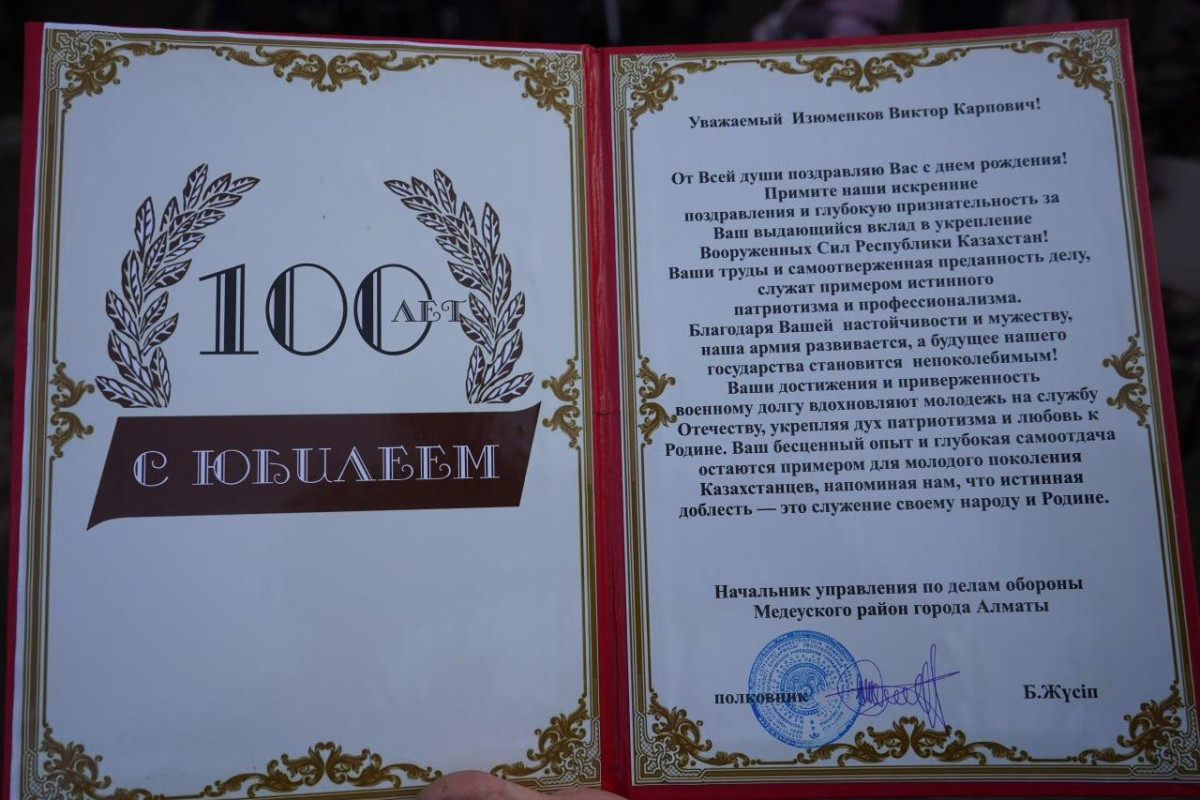 100 ЛЕТ
С ЮБИЛЕЕМ
Уважаемый Изюменков Виктор Карпович!
От Всей души поздравляю Вас с днем рождения!
Примите наши искренние
поздравления и глубокую признательность за
Ваш выдающийся вклад в укрепление
Вооруженных Сил Республики Казахстан!
Ваши труды и самоотверженная преданность делу,
служат примером истинного
патриотизма и профессионализма.
Благодаря Вашей настойчивости и мужеству,
наша армия развивается, а будущее нашего
государства становится непоколебимым!
Ваши достижения и приверженность
военному долгу вдохновляют молодежь на службу
Отечеству, укрепляя дух патриотизма и любовь к
Родине. Ваш бесценный опыт и глубокая самоотдача
остаются примером для молодого поколения
Казахстанцев, напоминая нам, что истинная
доблесть — это служение своему народу и Родине.
Начальник управления по делам обороны
Медеуского район города Алматы
полковник Б.Жүсіп